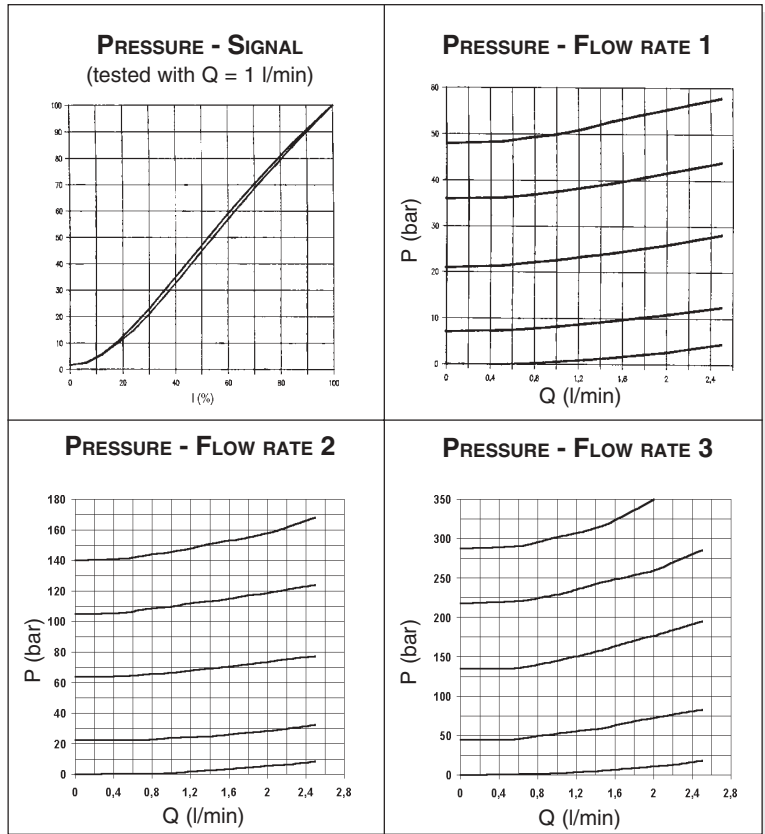 PRESSURE - SIGNAL
(tested with Q = 1 l/min)
100
90
80
70
60
50
40
30
20
10
0
0 20 40 60 80 100
I (%)
PRESSURE - FLOW RATE 1
P (bar)
60
50
40
30
20
10
0
0 0,4 0,8 1,2 1,6 2 2,4
Q (l/min)
PRESSURE - FLOW RATE 2
P (bar)
180
160
140
120
100
80
60
40
20
0
0 0,4 0,8 1,2 1,6 2 2,4 2,8
Q (l/min)
PRESSURE - FLOW RATE 3
P (bar)
350
300
250
200
150
100
50
0
0 0,4 0,8 1,2 1,6 2 2,4 2,8
Q (l/min)